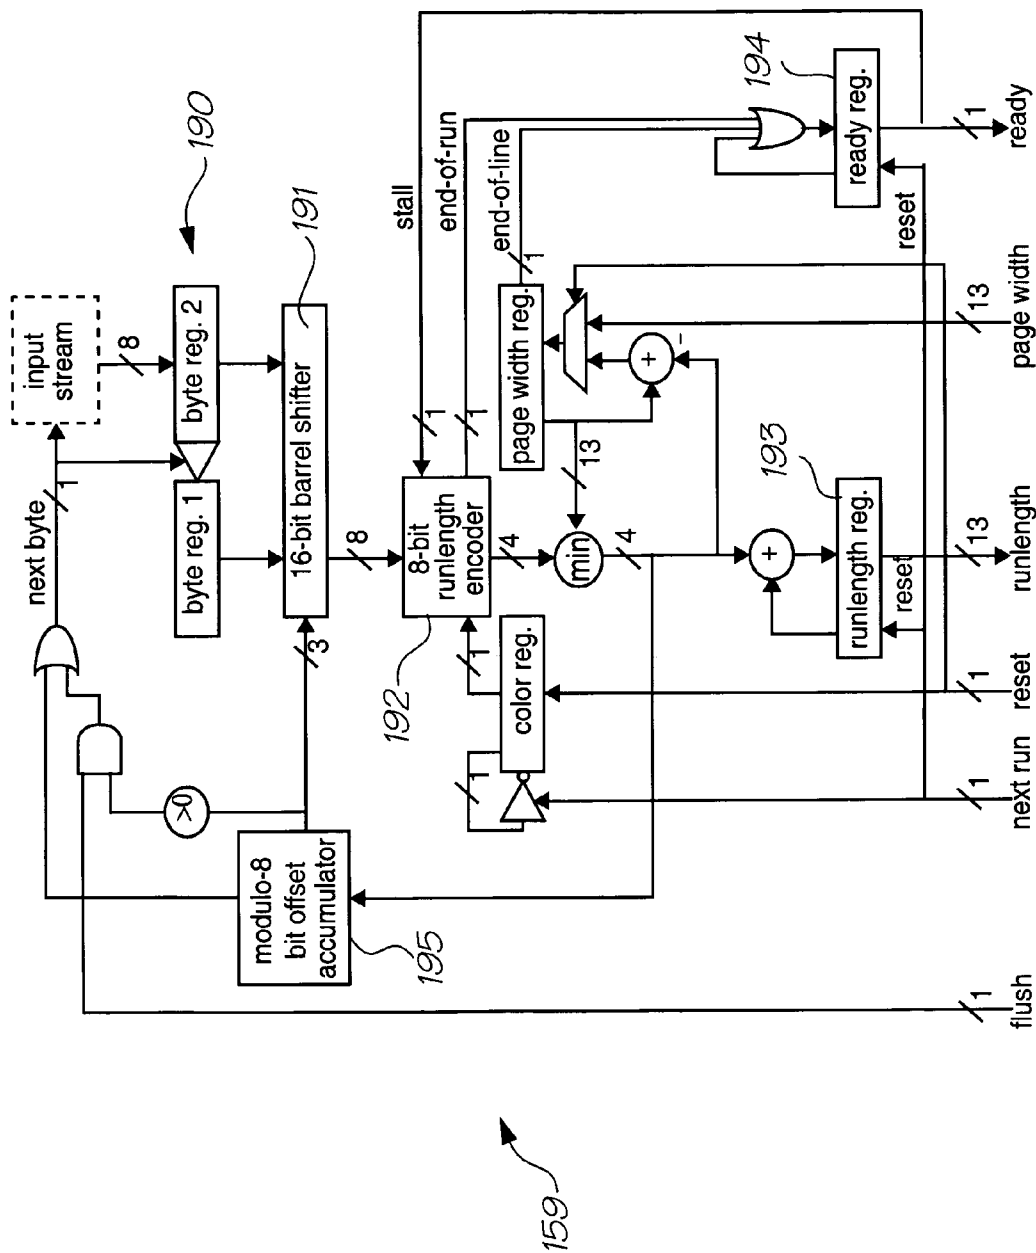 190
input
stream
8
next byte
1
byte reg. 1
byte reg. 2
191
16-bit barrel shifter
3
8
>0
modulo-8
bit offset
accumulator
195
stall
1
end-of-run
1
end-of-line
1
8-bit
runlength
encoder
192
4
min
4
13
page width reg.
+
-
1
color reg.
1
+
193
runlength reg.
reset
194
ready reg.
reset
159
1
flush
1
next run
1
reset
13
runlength
13
page width
1
ready